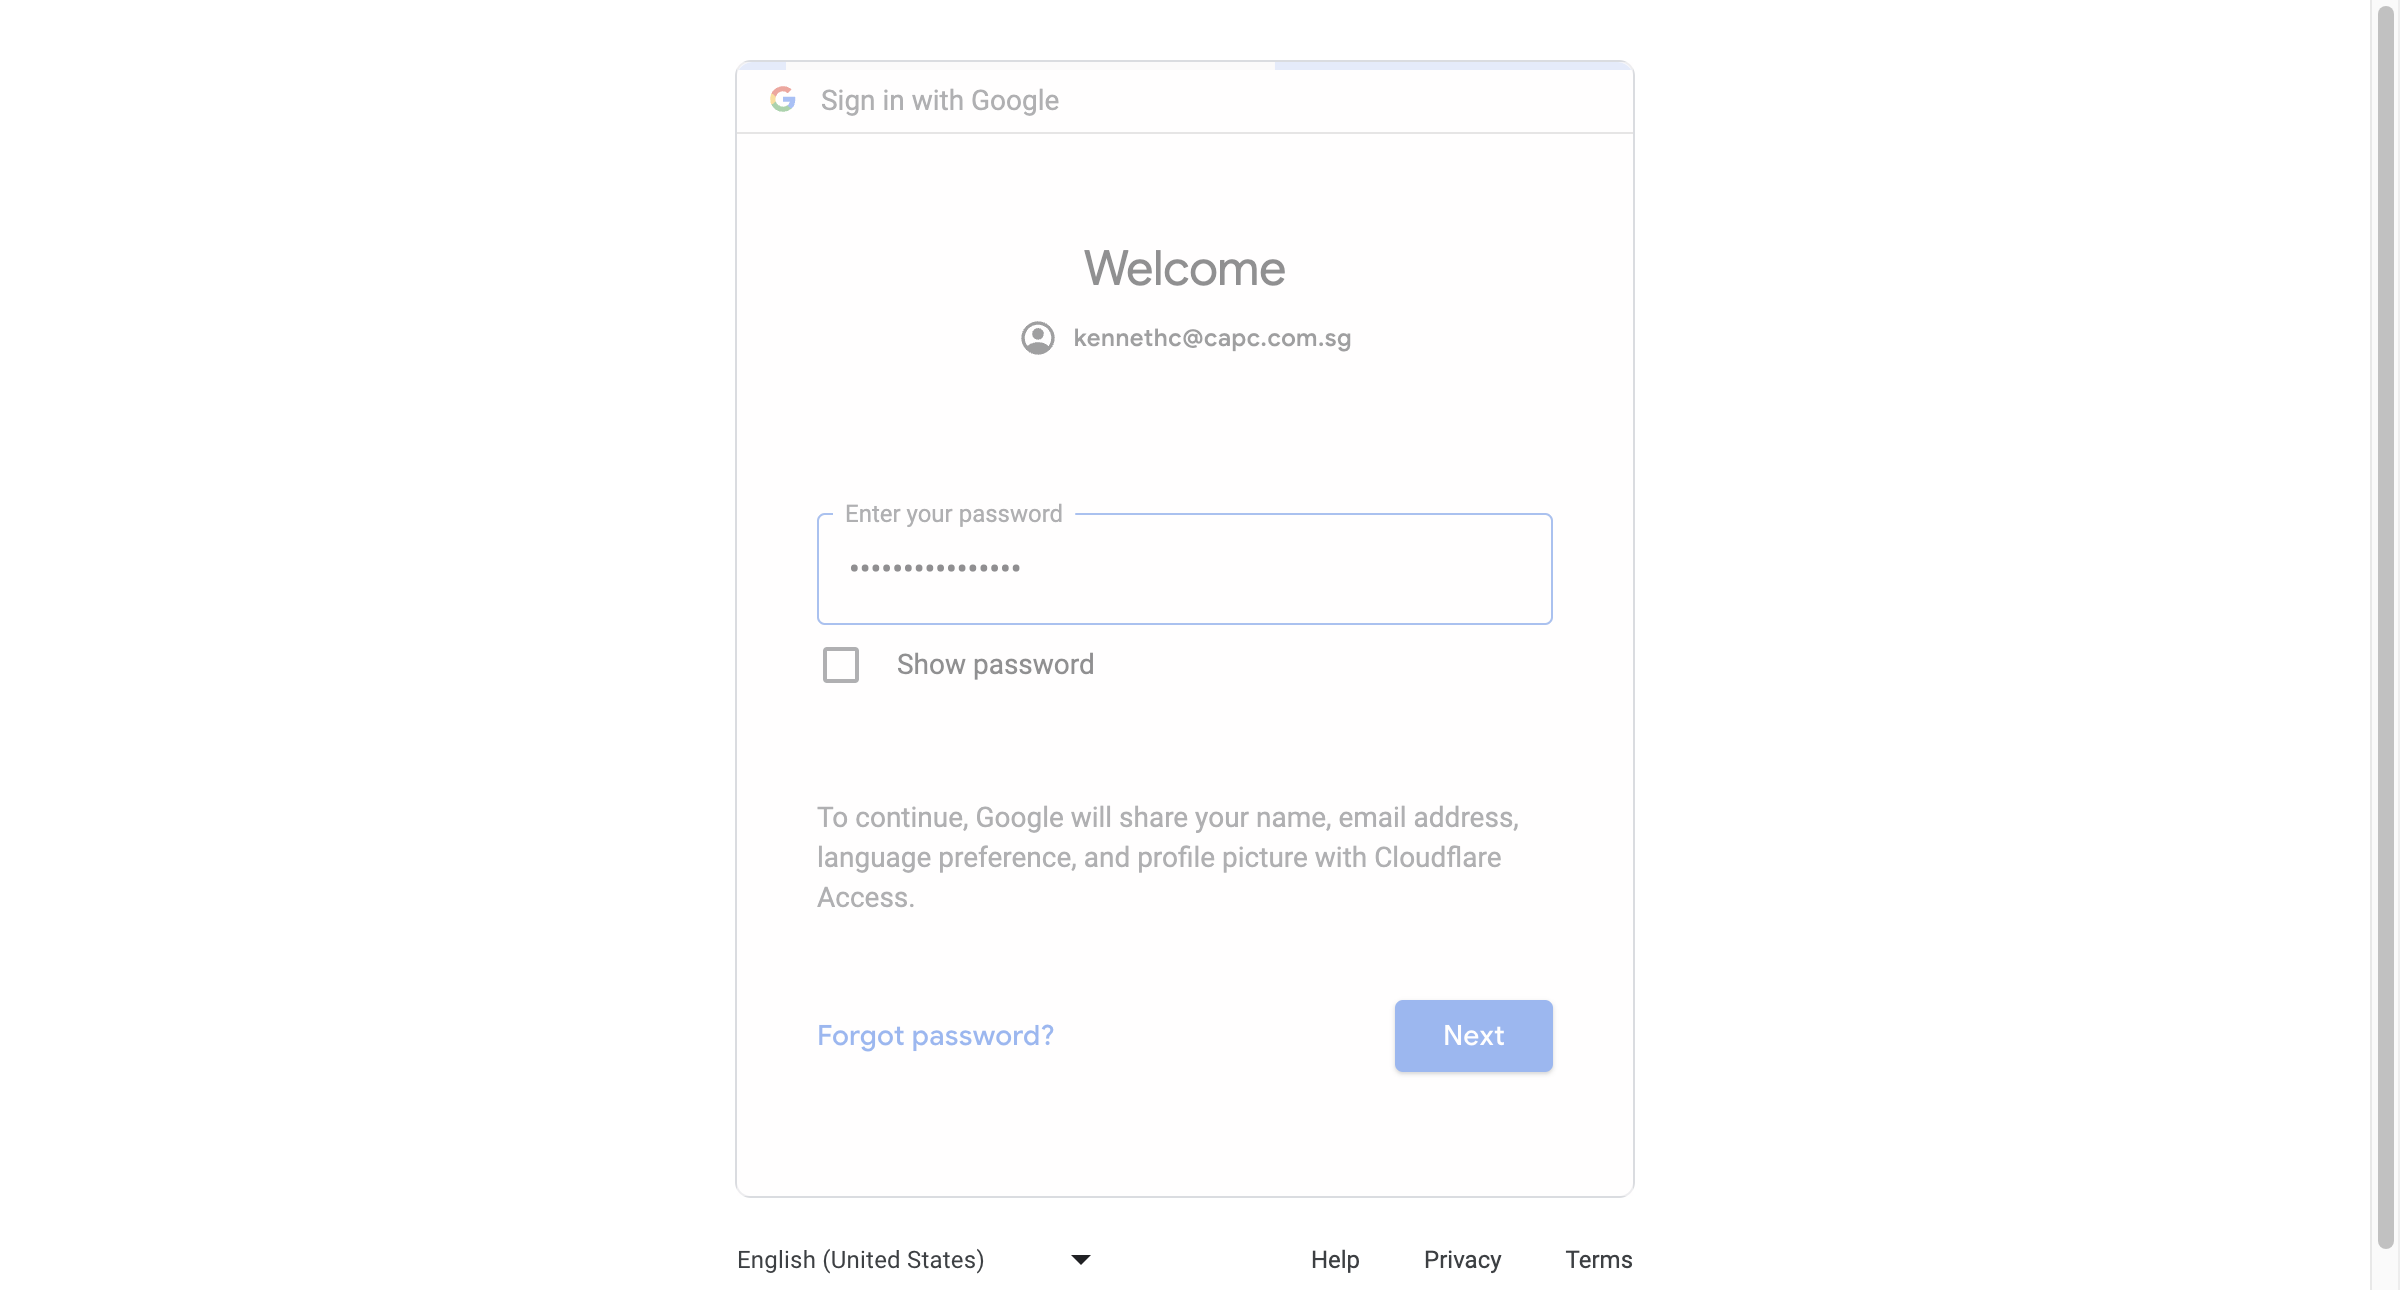 Sign in with Google
Welcome
kennethc@capc.com.sg
Enter your password
••••••••••••••••
Show password
To continue, Google will share your name, email address,
language preference, and profile picture with Cloudflare
Access.
Forgot password?
Next
English (United States)
Help
Privacy
Terms